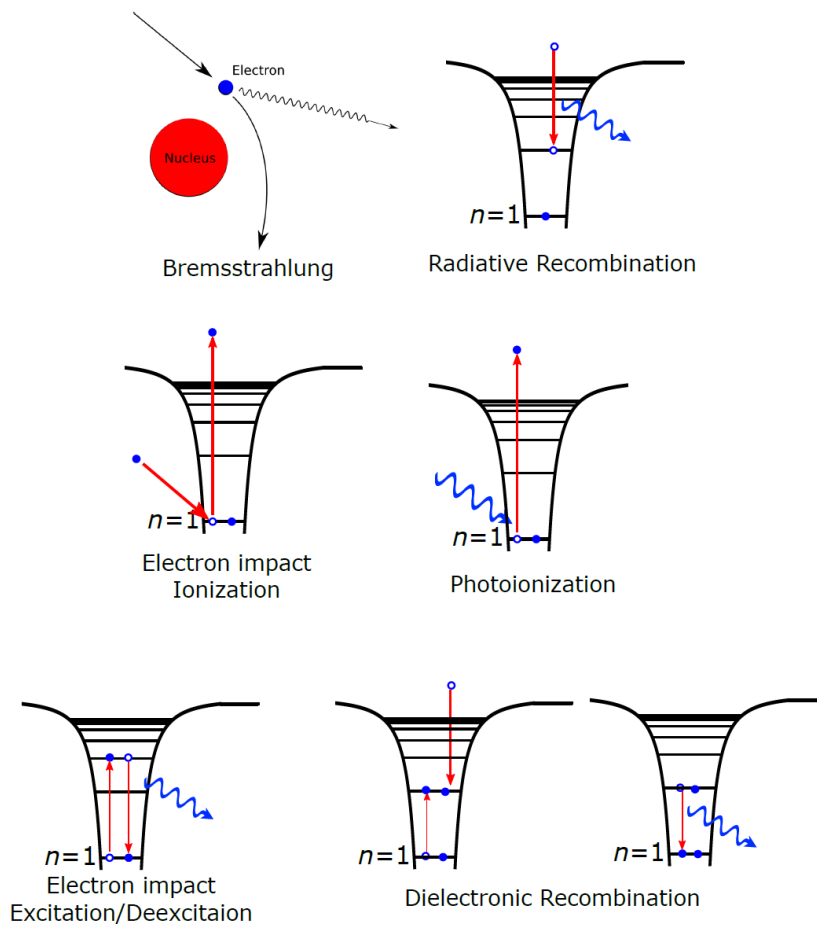 Electron
Nucleus
n=1
Bremsstrahlung
Radiative Recombination
n=1
n=1
Electron impact
Ionization
Photoionization
n=1
n=1
n=1
Electron impact
Excitation/Deexcitaion
Dielectronic Recombination